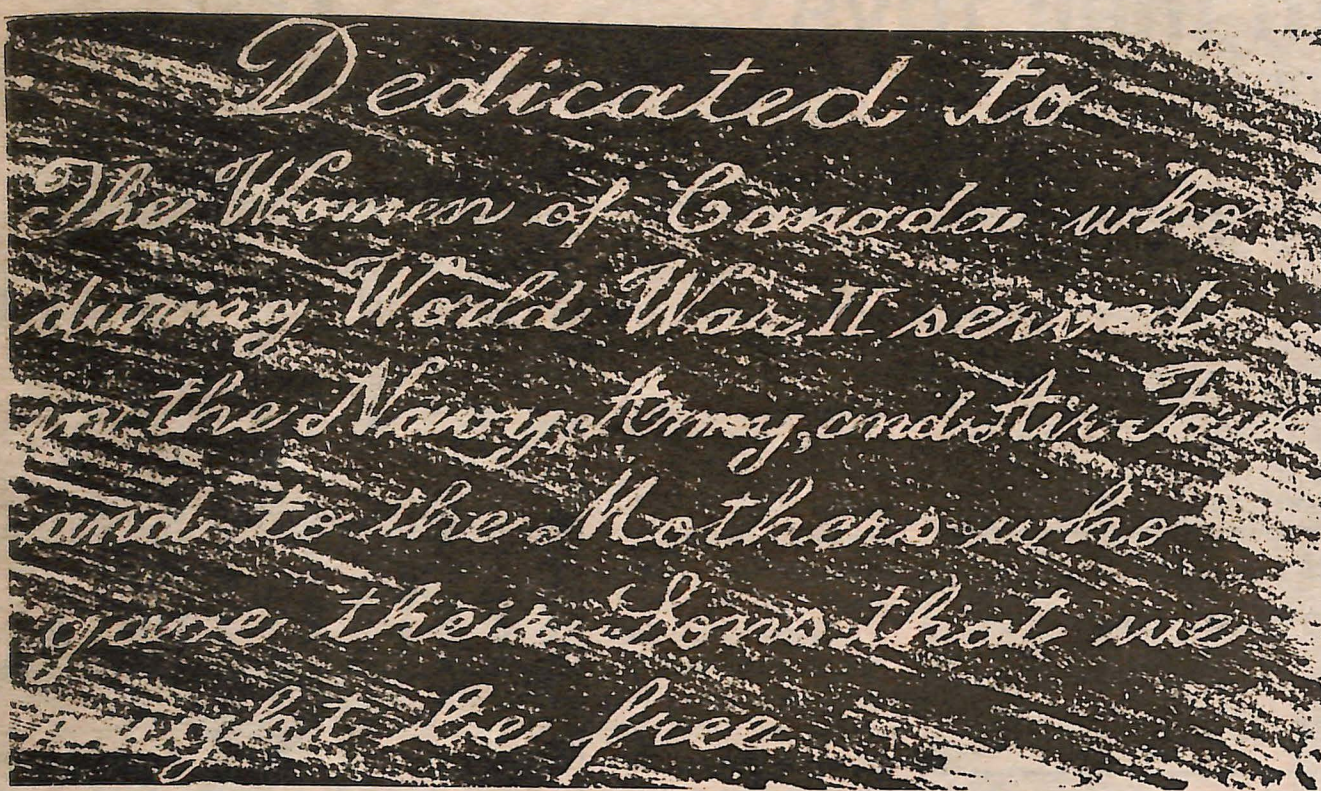 Dedicated to
The Women of Canada who
during World War II served
in the Navy, Army, and Air Force
and to the Mothers who
gave their Sons that we
might be free